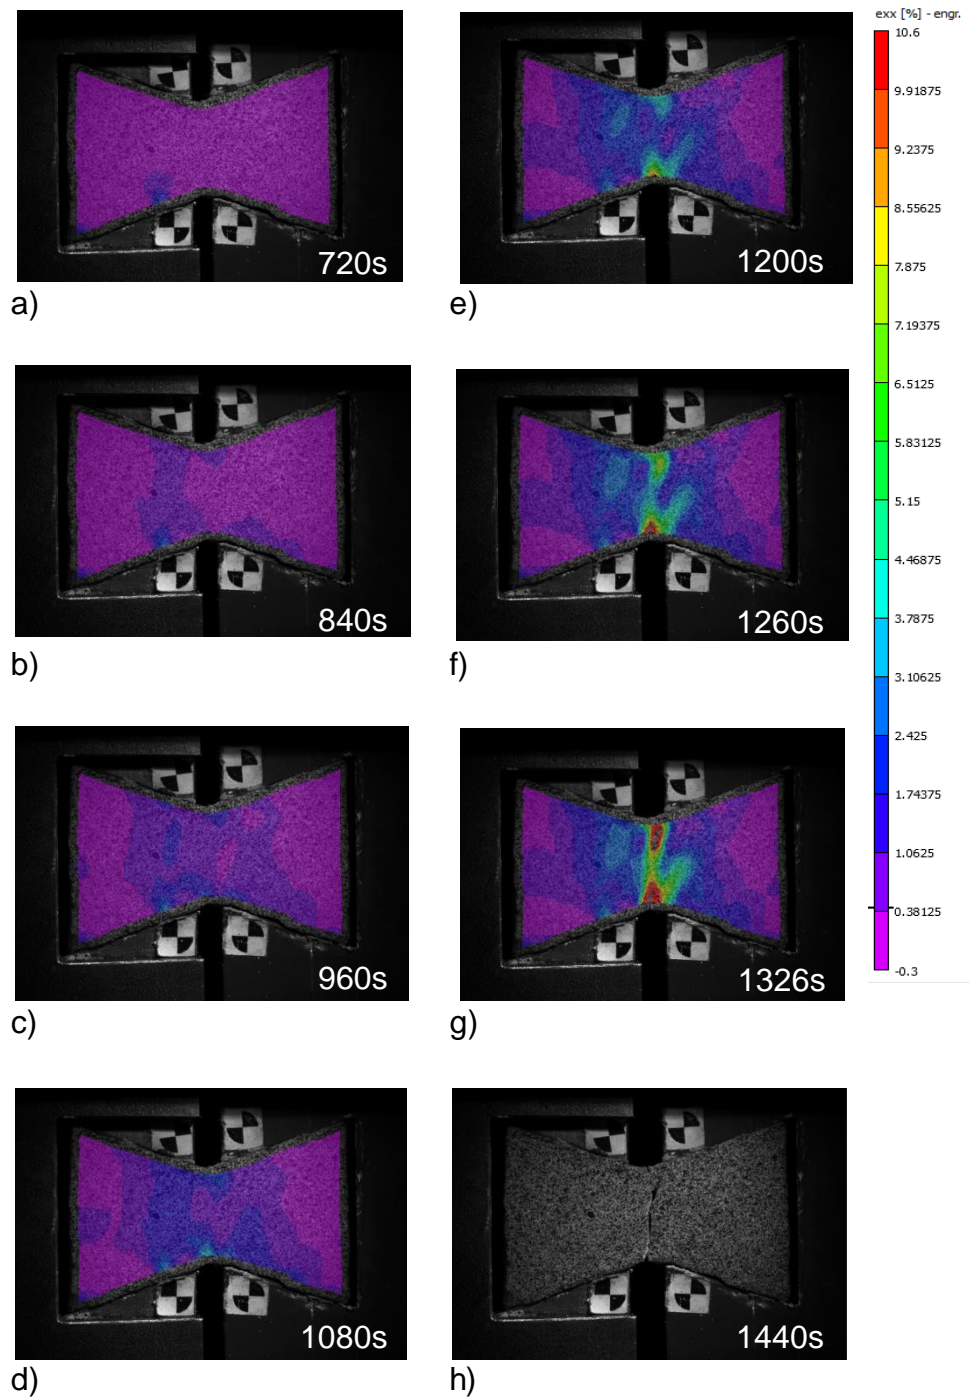 exx [%] - engr.
10.6
9.91875
9.2375
8.55625
7.875
7.19375
6.5125
5.83125
5.15
4.46875
3.7875
3.10625
2.425
1.74375
1.0625
0.38125
-0.3
720s
a)
1200s
e)
840s
b)
1260s
f)
960s
c)
1326s
g)
1080s
d)
1440s
h)